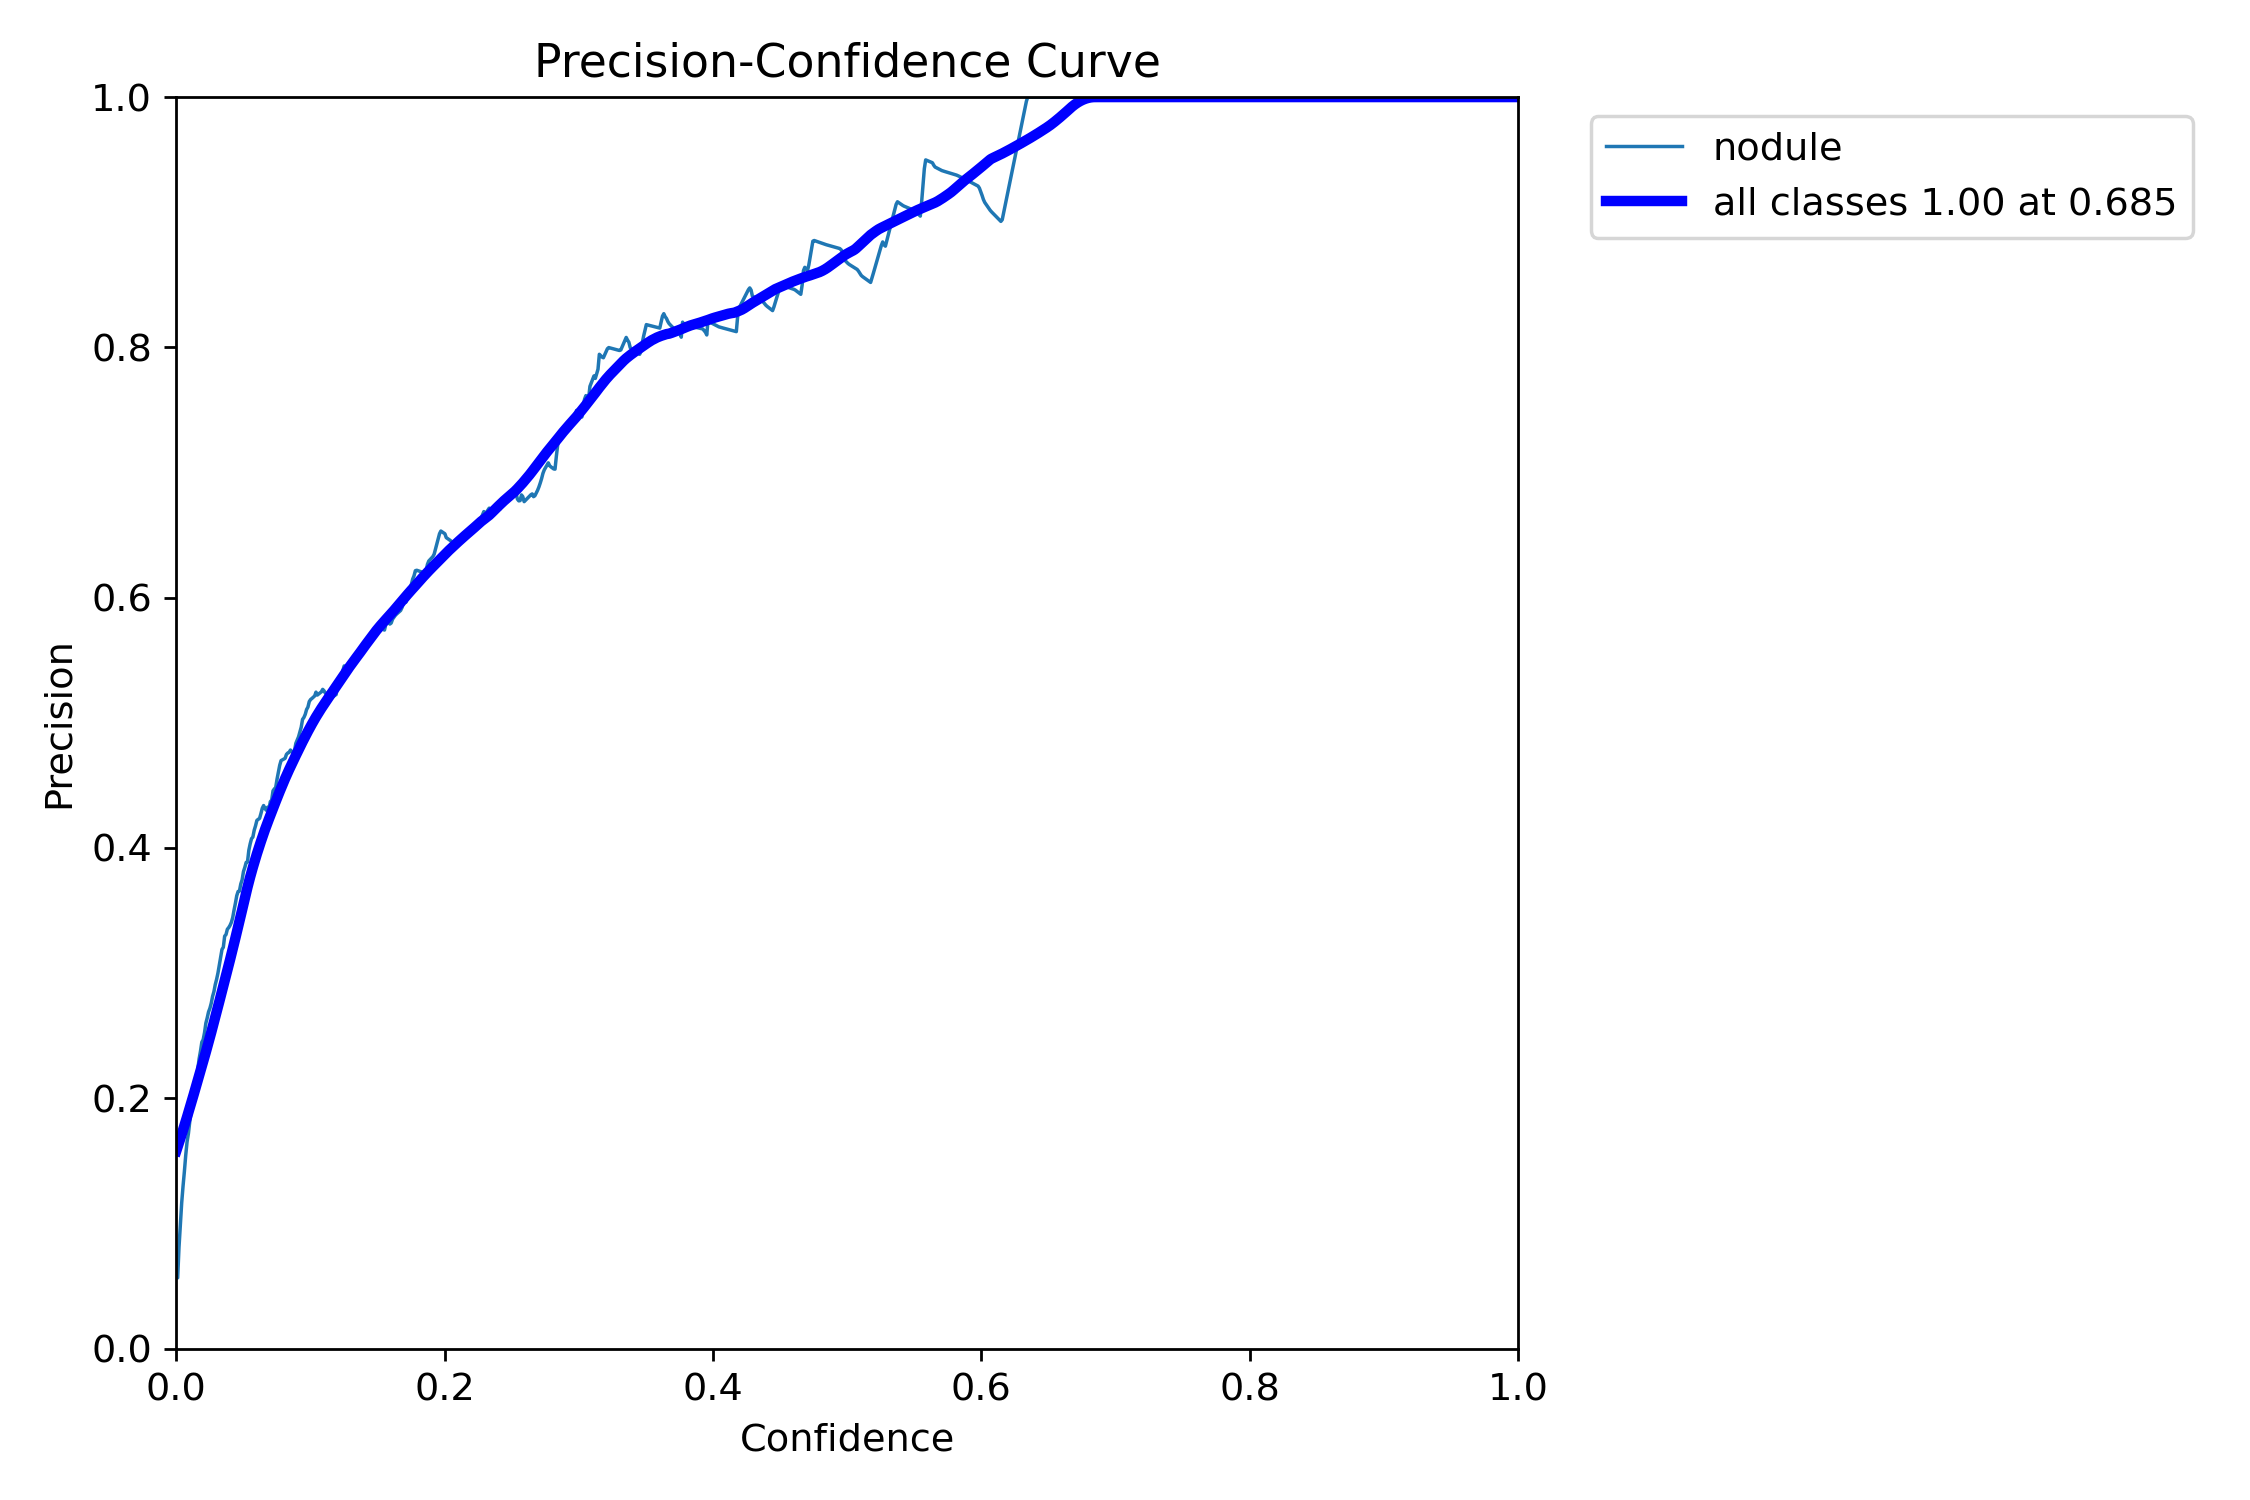 Precision-Confidence Curve
nodule
all classes 1.00 at 0.685
1.0
0.8
0.6
0.4
0.2
0.0
Precision
0.0 0.2 0.4 0.6 0.8 1.0
Confidence